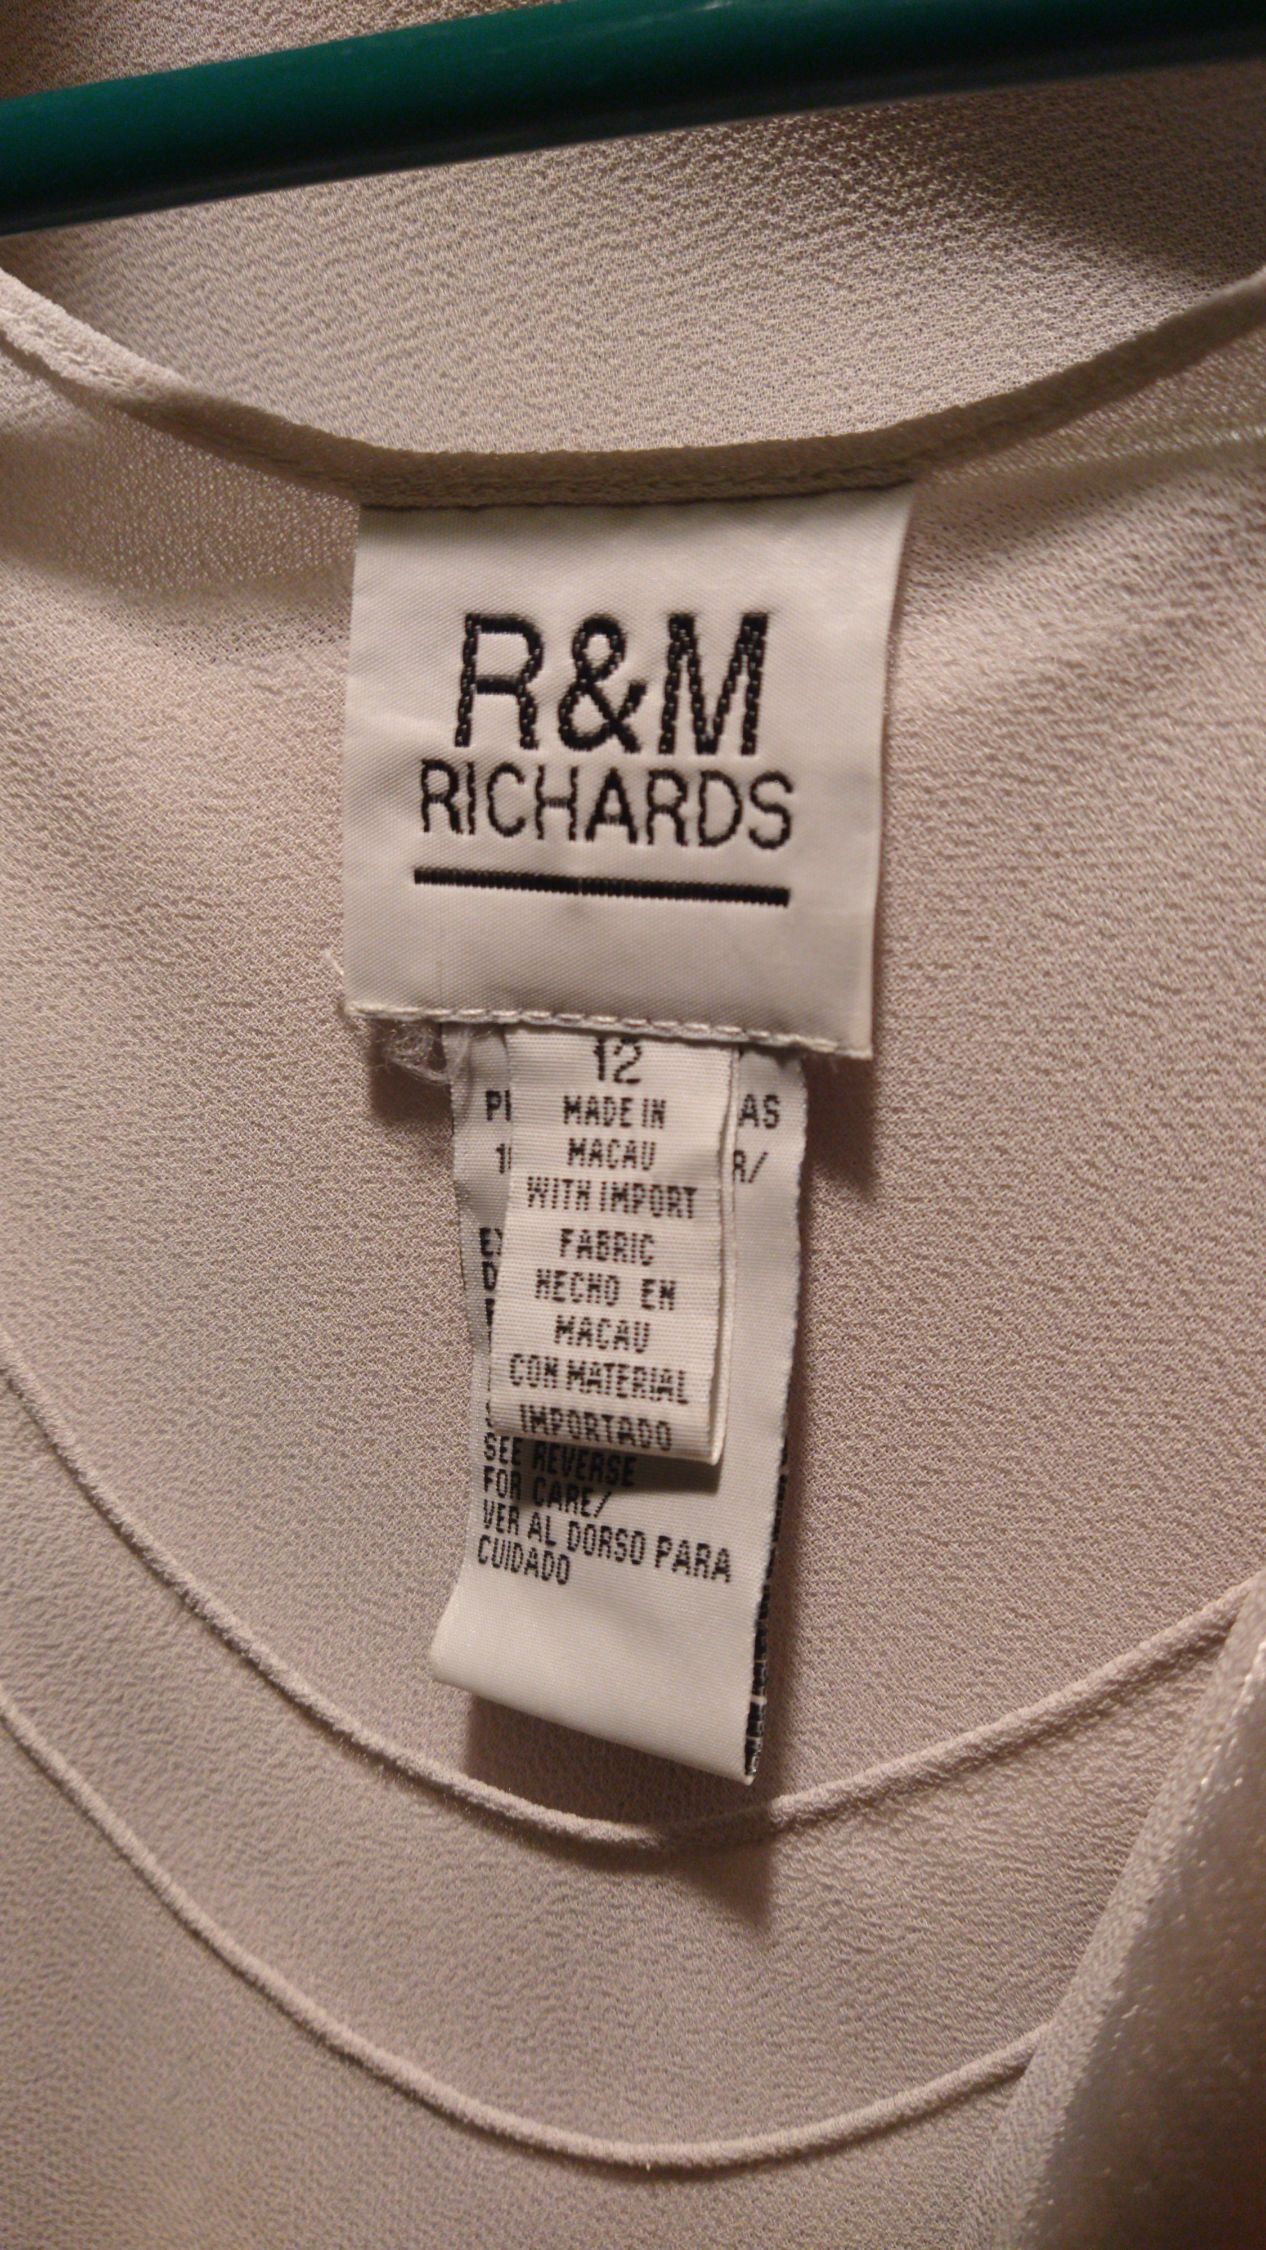 R&M
RICHARDS
12
MADE IN
MACAU
WITH IMPORT
FABRIC
HECHO EN
MACAU
CON MATERIAL
IMPORTADO
SEE REVERSE
FOR CARE/
VER AL DORSO PARA
CUIDADO